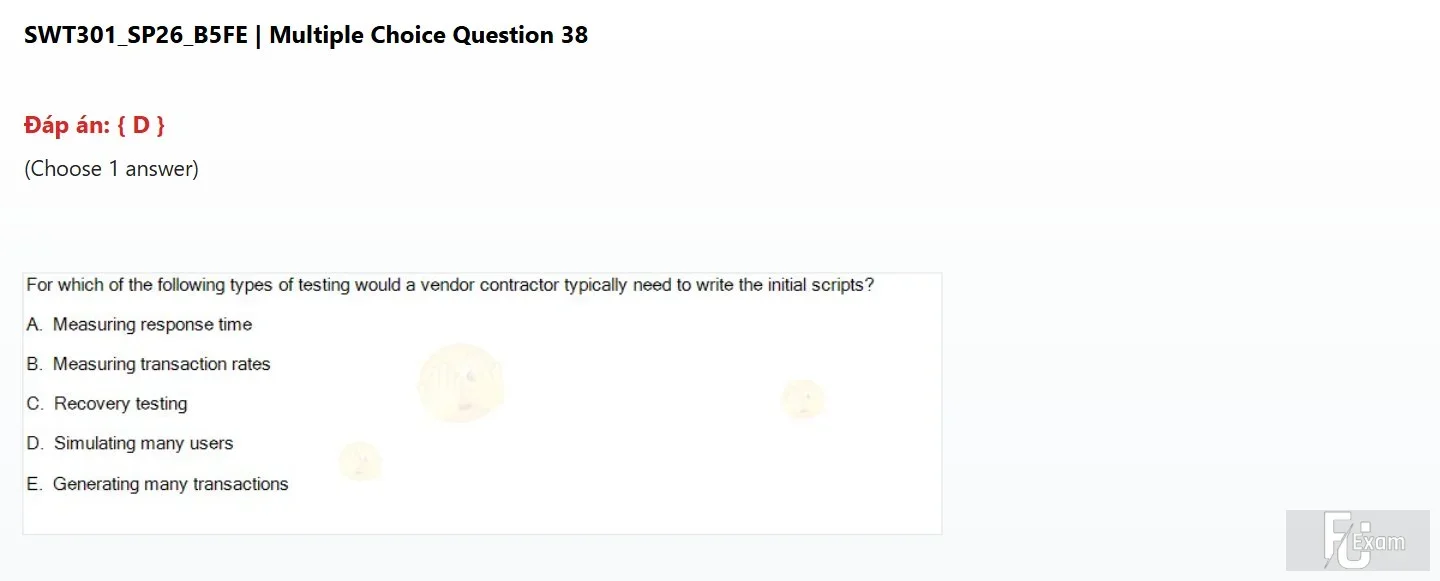 SWT301_SP26_B5FE | Multiple Choice Question 38
Đáp án: { D }
(Choose 1 answer)
For which of the following types of testing would a vendor contractor typically need to write the initial scripts?
A. Measuring response time
B. Measuring transaction rates
C. Recovery testing
D. Simulating many users
E. Generating many transactions
FU Exam